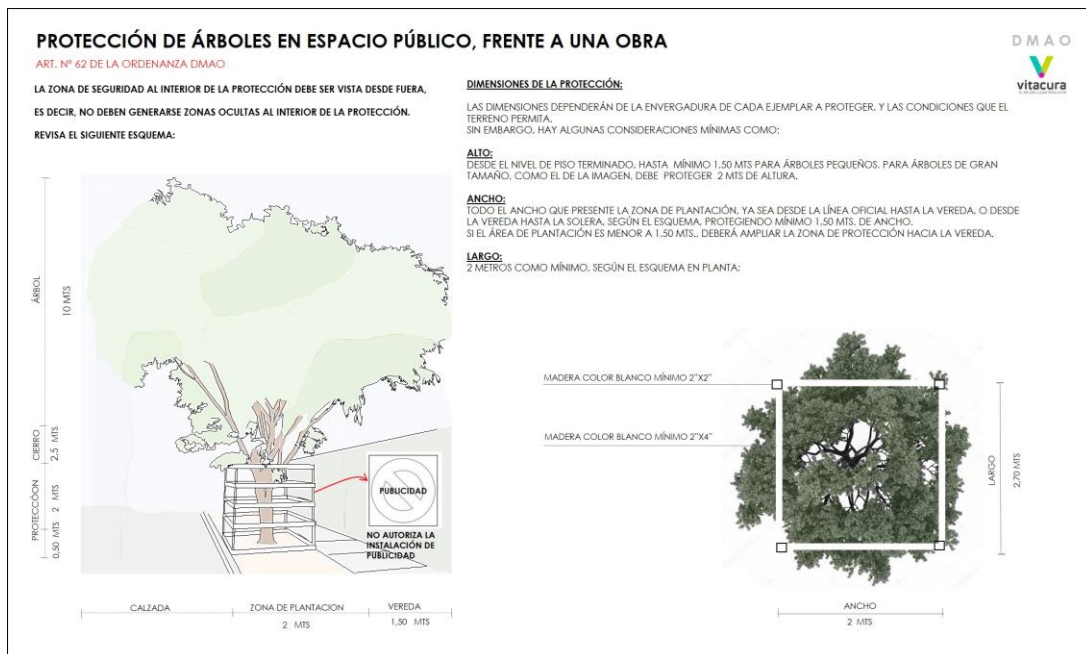 PROTECCIÓN DE ÁRBOLES EN ESPACIO PÚBLICO, FRENTE A UNA OBRA
ART. Nº 62 DE LA ORDENANZA DMAO
LA ZONA DE SEGURIDAD AL INTERIOR DE LA PROTECCIÓN DEBE SER VISTA DESDE FUERA,
ES DECIR, NO DEBEN GENERARSE ZONAS OCULTAS AL INTERIOR DE LA PROTECCIÓN.
REVISA EL SIGUIENTE ESQUEMA:
DMAO
vitacura
DIMENSIONES DE LA PROTECCIÓN:
LAS DIMENSIONES DEPENDERÁN DE LA ENVERGADURA DE CADA EJEMPLAR A PROTEGER, Y LAS CONDICIONES QUE EL
TERRENO PERMITA.
SIN EMBARGO, HAY ALGUNAS CONSIDERACIONES MÍNIMAS COMO:
ALTO:
DESDE EL NIVEL DE PISO TERMINADO, HASTA MÍNIMO 1,50 MTS PARA ÁRBOLES PEQUEÑOS. PARA ÁRBOLES DE GRAN
TAMAÑO, COMO EL DE LA IMAGEN, DEBE PROTEGER 2 MTS DE ALTURA.
ANCHO:
TODO EL ANCHO QUE PRESENTE LA ZONA DE PLANTACIÓN, YA SEA DESDE LA LÍNEA OFICIAL HASTA LA VEREDA, O DESDE
LA VEREDA HASTA LA SOLERA, SEGÚN EL ESQUEMA, PROTEGIENDO MÍNIMO 1,50 MTS. DE ANCHO.
SI EL ÁREA DE PLANTACIÓN ES MENOR A 1,50 MTS., DEBERÁ AMPLIAR LA ZONA DE PROTECCIÓN HACIA LA VEREDA.
LARGO:
2 METROS COMO MÍNIMO, SEGÚN EL ESQUEMA EN PLANTA:
ÁRBOL
10 MTS
CIERRO
2,5 MTS
PROTECCÓON
2 MTS
0,50 MTS
PUBLICIDAD
NO AUTORIZA LA
INSTALACIÓN DE
PUBLICIDAD
CALZADA
ZONA DE PLANTACION
2 MTS
VEREDA
1,50 MTS
MADERA COLOR BLANCO MÍNIMO 2"X2"
MADERA COLOR BLANCO MÍNIMO 2"X4"
LARGO
2,70 MTS
ANCHO
2 MTS